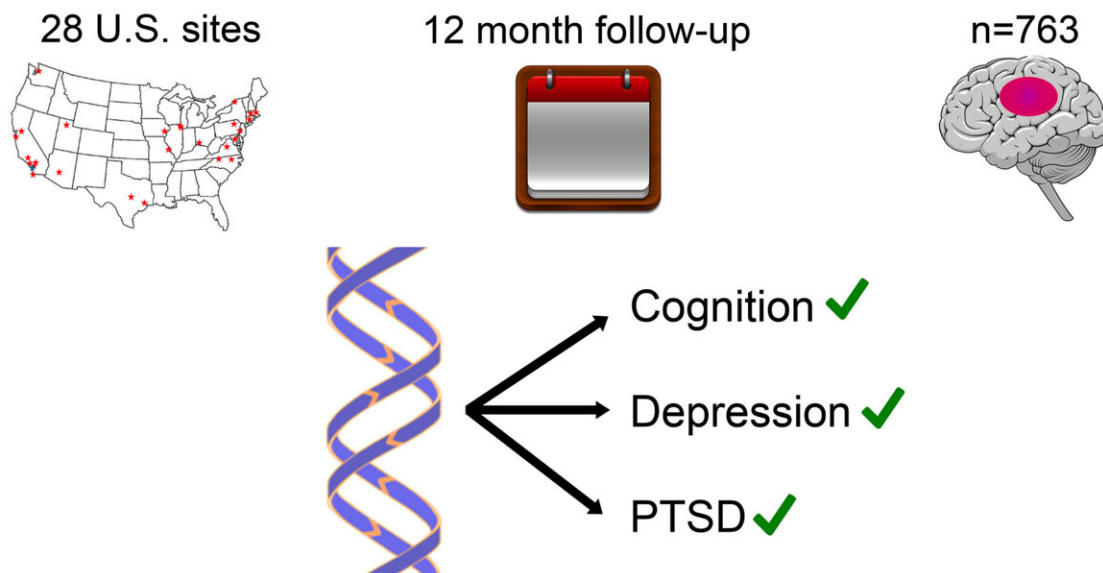 28 U.S. sites
12 month follow-up
n=763
Cognition
Depression
PTSD